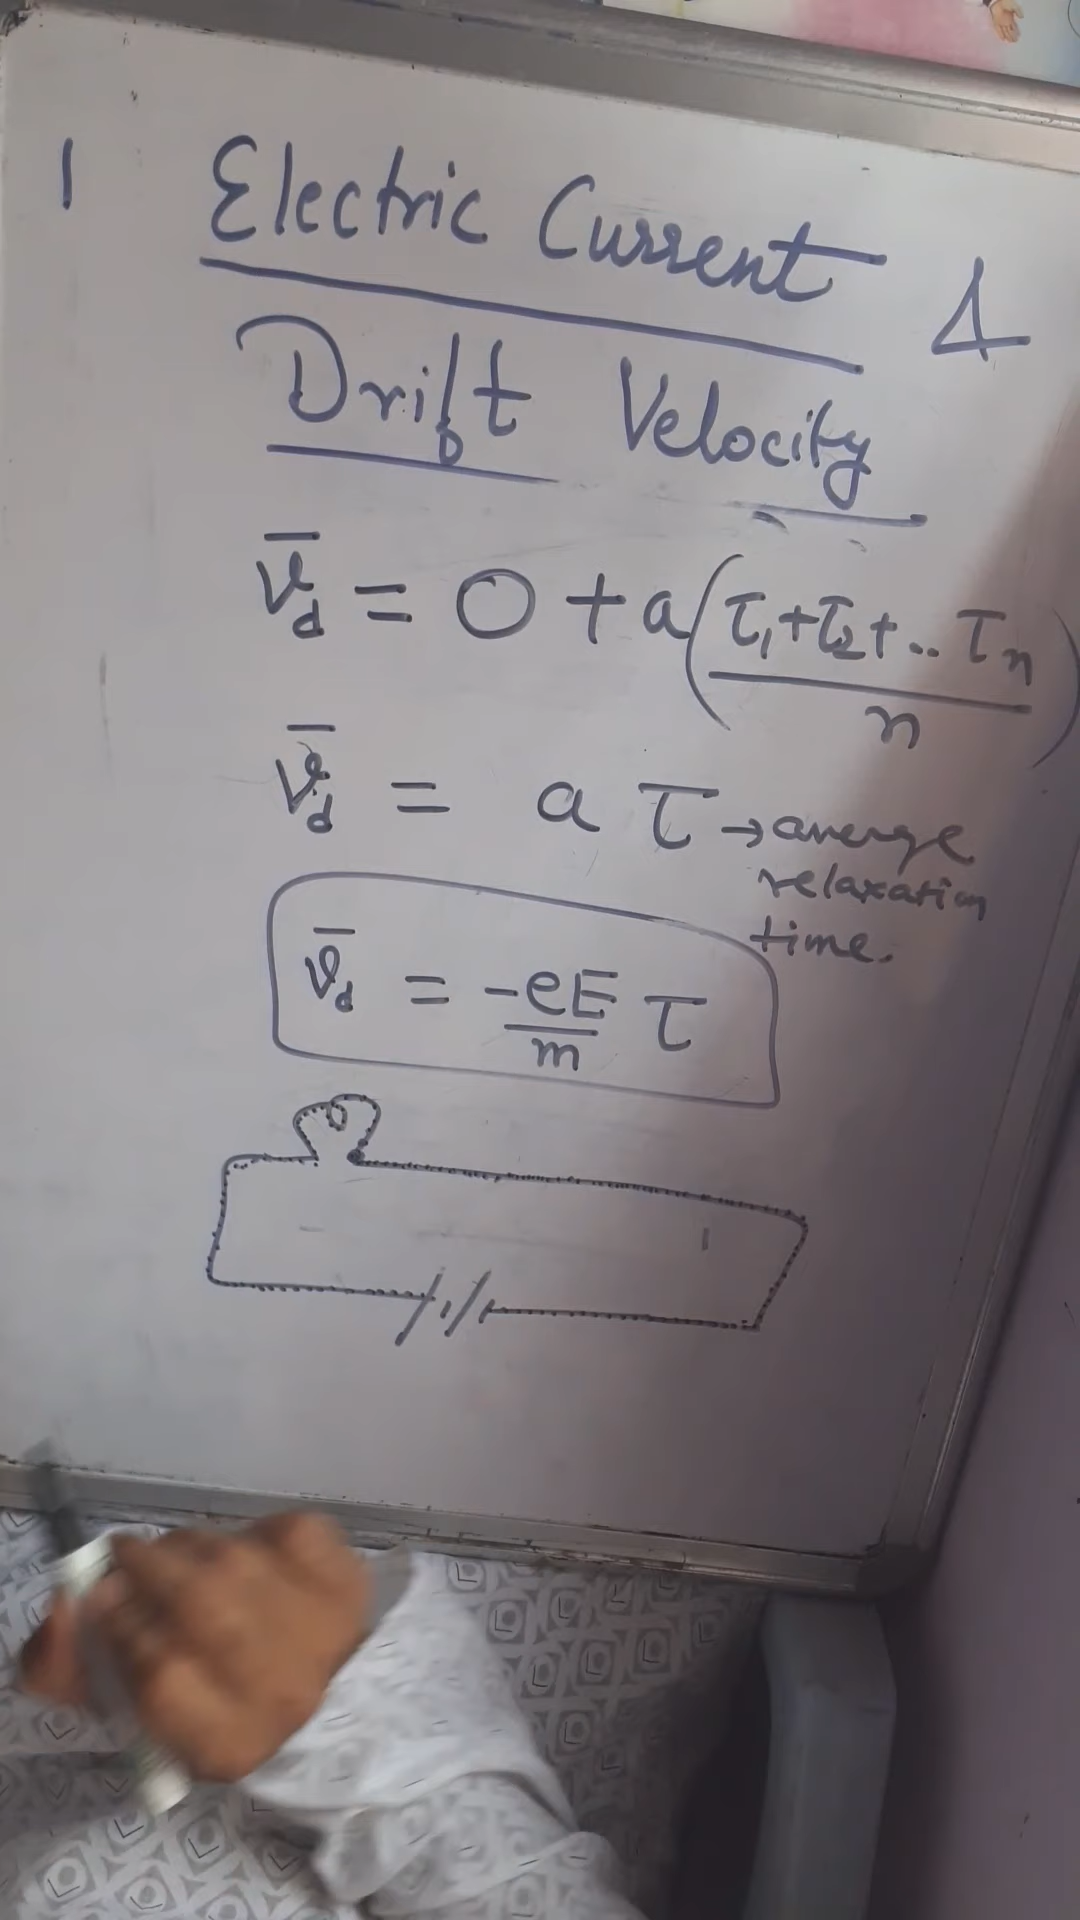 1 Electric Current 4
Drift Velocity
v̅d = 0 + a(τ1+τ2+..τn / n)
v̅d = a τ → average
relaxation
time.
v̅d = -eE/m τ